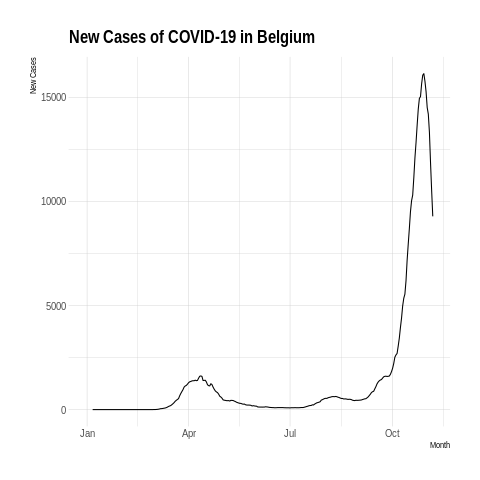 New Cases of COVID-19 in Belgium
New Cases
15000
10000
5000
0
Jan Apr Jul Oct
Month